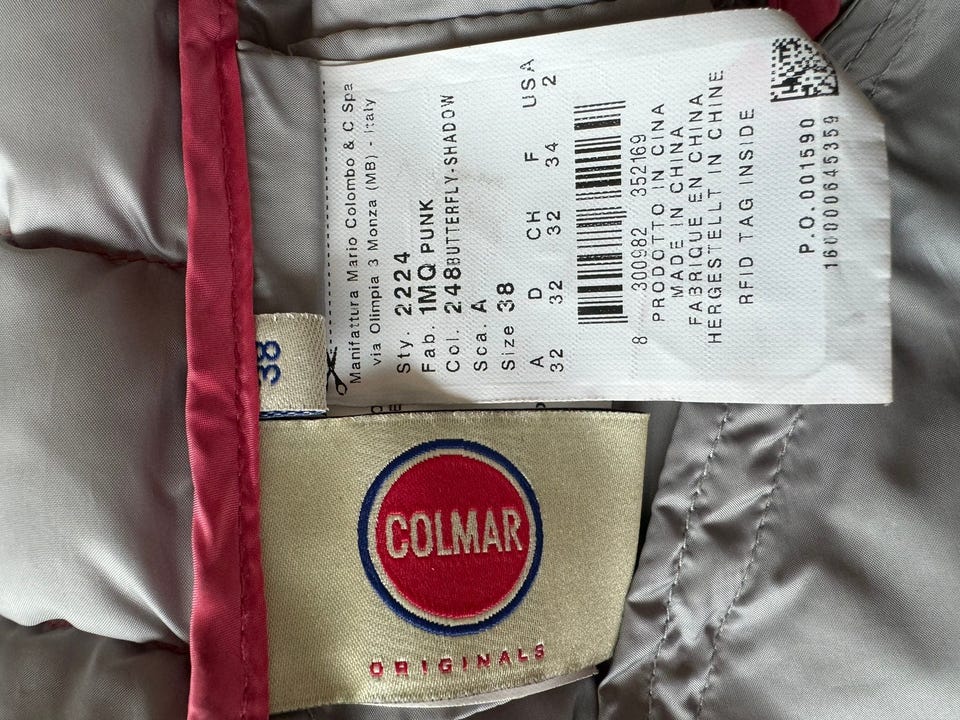 Manifattura Mario Colombo & C Spa
via Olimpia 3 Monza (MB) - Italy
Sty. 2224
Fab. 1MQ PUNK
Col. 248BUTTERFLY-SHADOW
Sca. A
Size 38
A D CH F USA
32 32 32 34 2
8 300982 352169
PRODOTTO IN CINA
MADE IN CHINA
FABRIQUE EN CHINA
HERGESTELLT IN CHINE
RFID TAG INSIDE
P.O. 001590
1600000645359
38
COLMAR
ORIGINALS